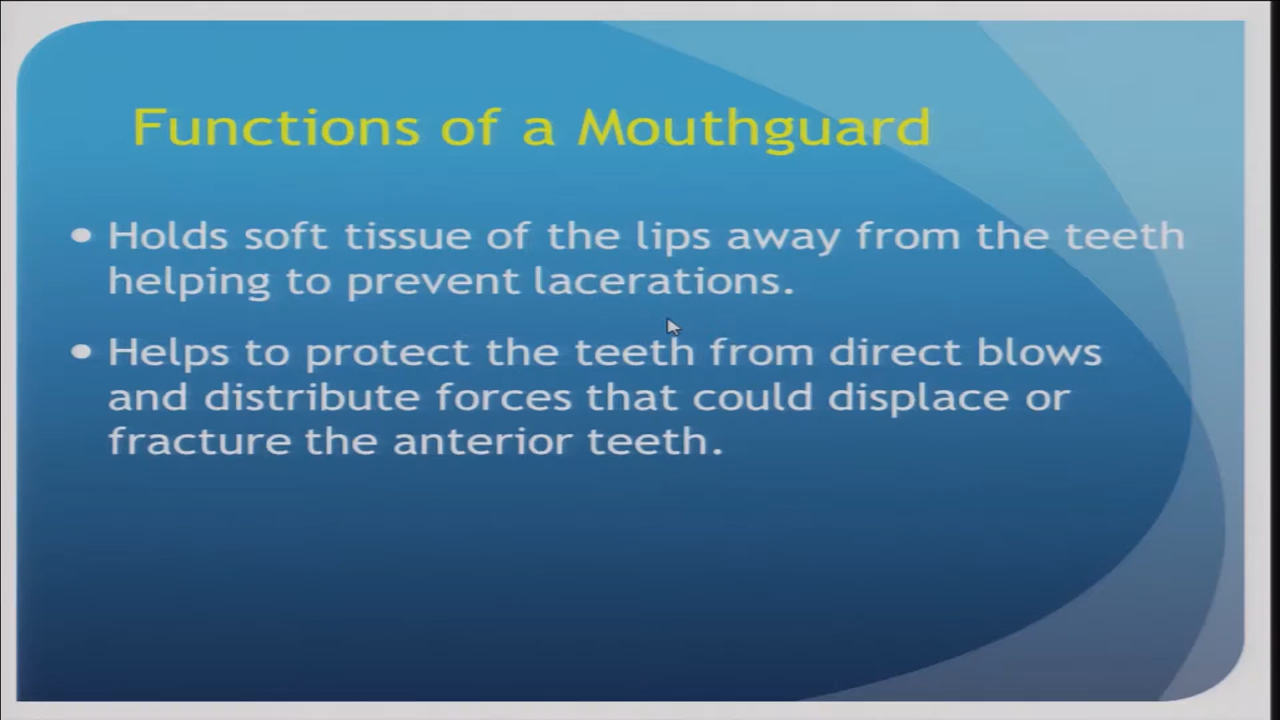 Functions of a Mouthguard
• Holds soft tissue of the lips away from the teeth
helping to prevent lacerations.
• Helps to protect the teeth from direct blows
and distribute forces that could displace or
fracture the anterior teeth.